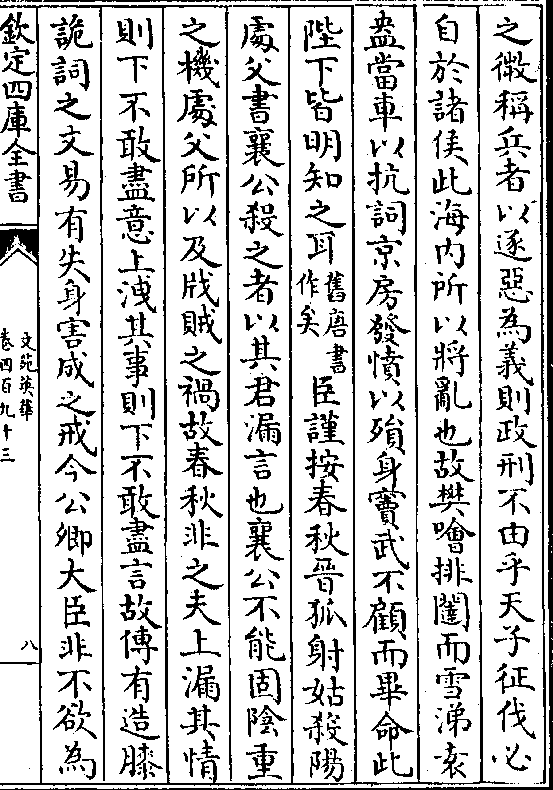 之微稱兵者以逐惡為義則政刑不由乎天子征伐必
自於諸侯此海内所以將亂也故樊噲排闥而雪涕袁
盎當車以抗詞京房發憤以殞身竇武不顧而畢命此
陛下皆明知之耳舊唐書作矣 臣謹按春秋晉狐射姑殺陽
處父書襄公殺之者以其君漏言也襄公不能固陰重
之機處父所以及戕賊之禍故春秋非之夫上漏其情
則下不敢盡意上洩其事則下不敢盡言故傳有造膝
詭詞之文易有失身害成之戒今公卿大臣非不欲為
欽定四庫全書
文苑英華
卷四百九十三
八